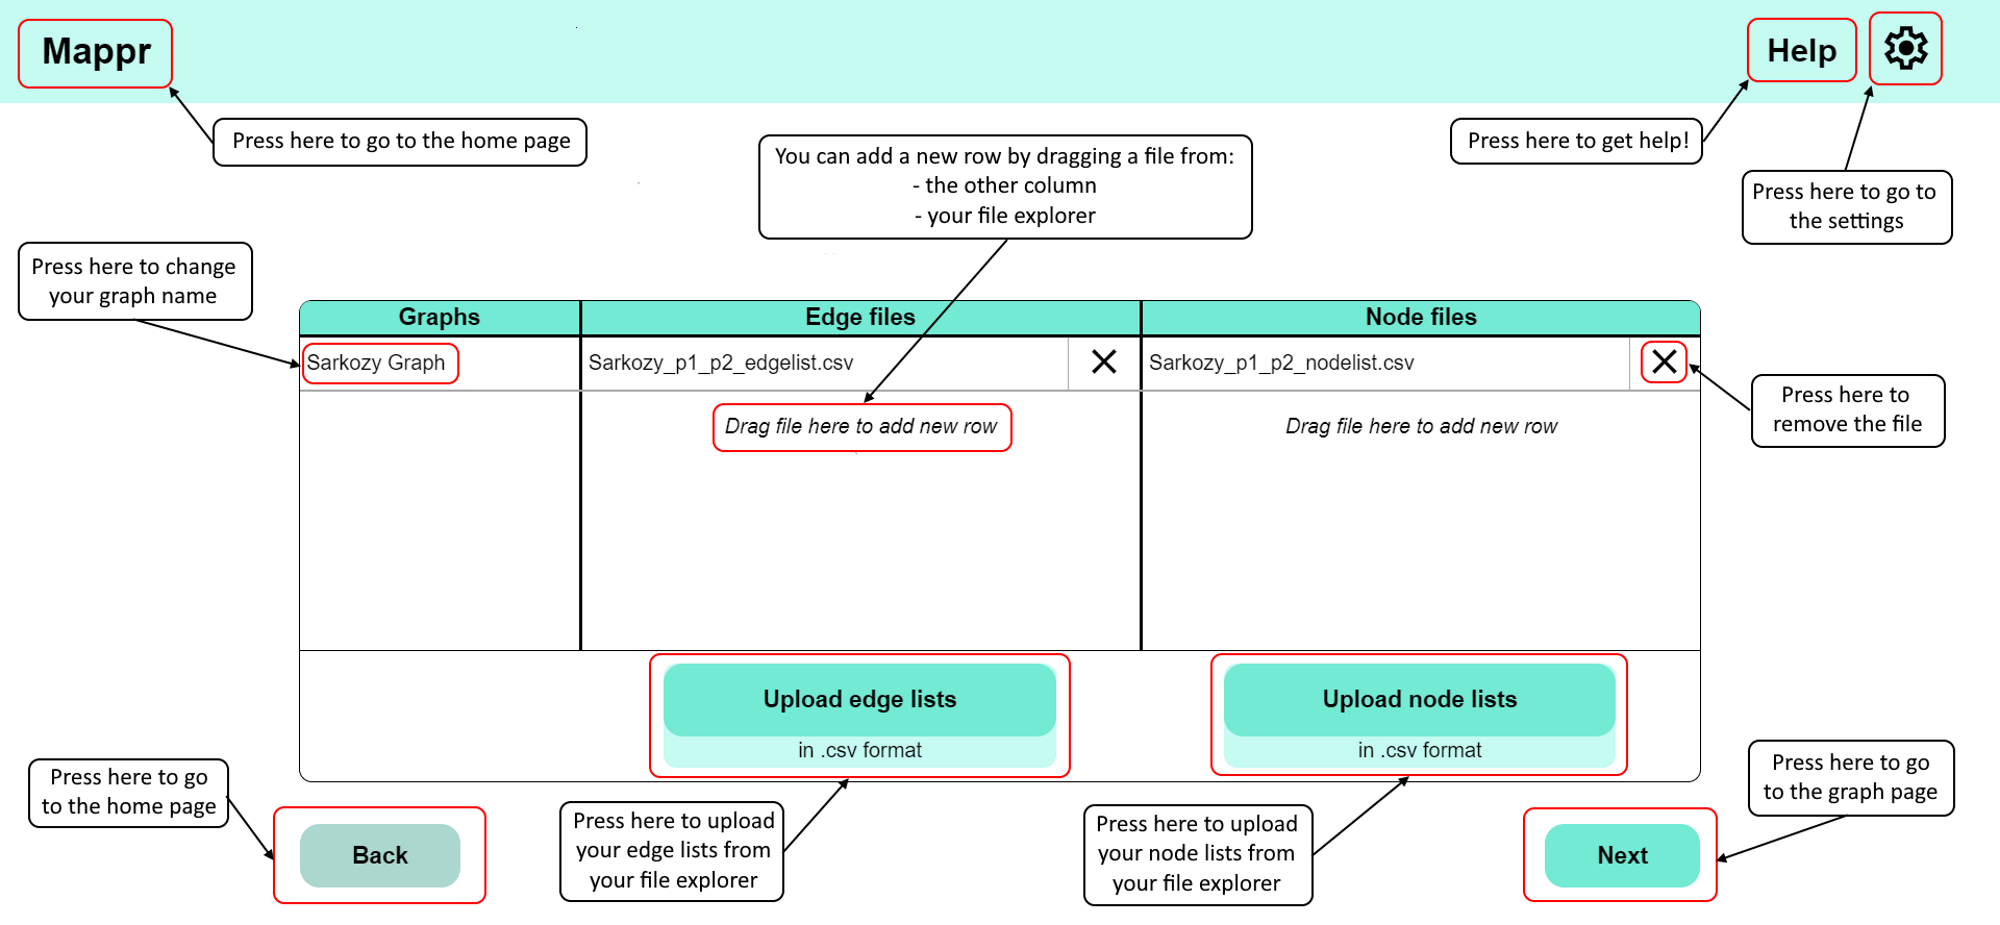 Mappr
Help
Press here to go to the home page
Press here to get help!
You can add a new row by dragging a file from:
- the other column
- your file explorer
Press here to go to
the settings
Press here to change
your graph name
Graphs
Edge files
Node files
Sarkozy Graph
Sarkozy_p1_p2_edgelist.csv
Sarkozy_p1_p2_nodelist.csv
Press here to
remove the file
Drag file here to add new row
Drag file here to add new row
Upload edge lists
in .csv format
Upload node lists
in .csv format
Press here to go
to the home page
Press here to go
to the graph page
Back
Press here to upload
your edge lists from
your file explorer
Press here to upload
your node lists from
your file explorer
Next